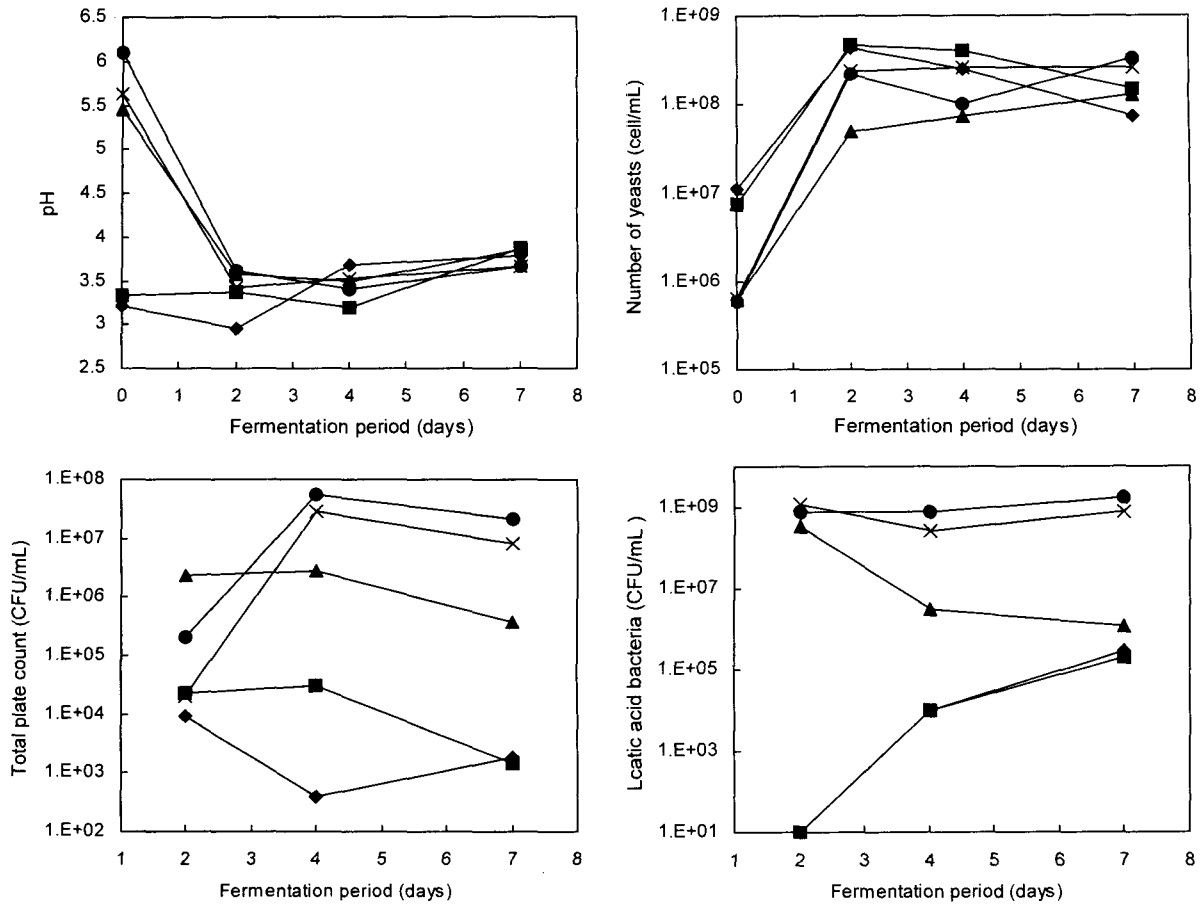 6.5
6
5.5
5
4.5
4
3.5
3
2.5
pH
0 1 2 3 4 5 6 7 8
Fermentation period (days)
1.E+09
1.E+08
1.E+07
1.E+06
1.E+05
Number of yeasts (cell/mL)
0 1 2 3 4 5 6 7 8
Fermentation period (days)
1.E+08
1.E+07
1.E+06
1.E+05
1.E+04
1.E+03
1.E+02
Total plate count (CFU/mL)
1 2 3 4 5 6 7 8
Fermentation period (days)
1.E+09
1.E+07
1.E+05
1.E+03
1.E+01
Lcatic acid bacteria (CFU/mL )
1 2 3 4 5 6 7 8
Fermentation period (days)